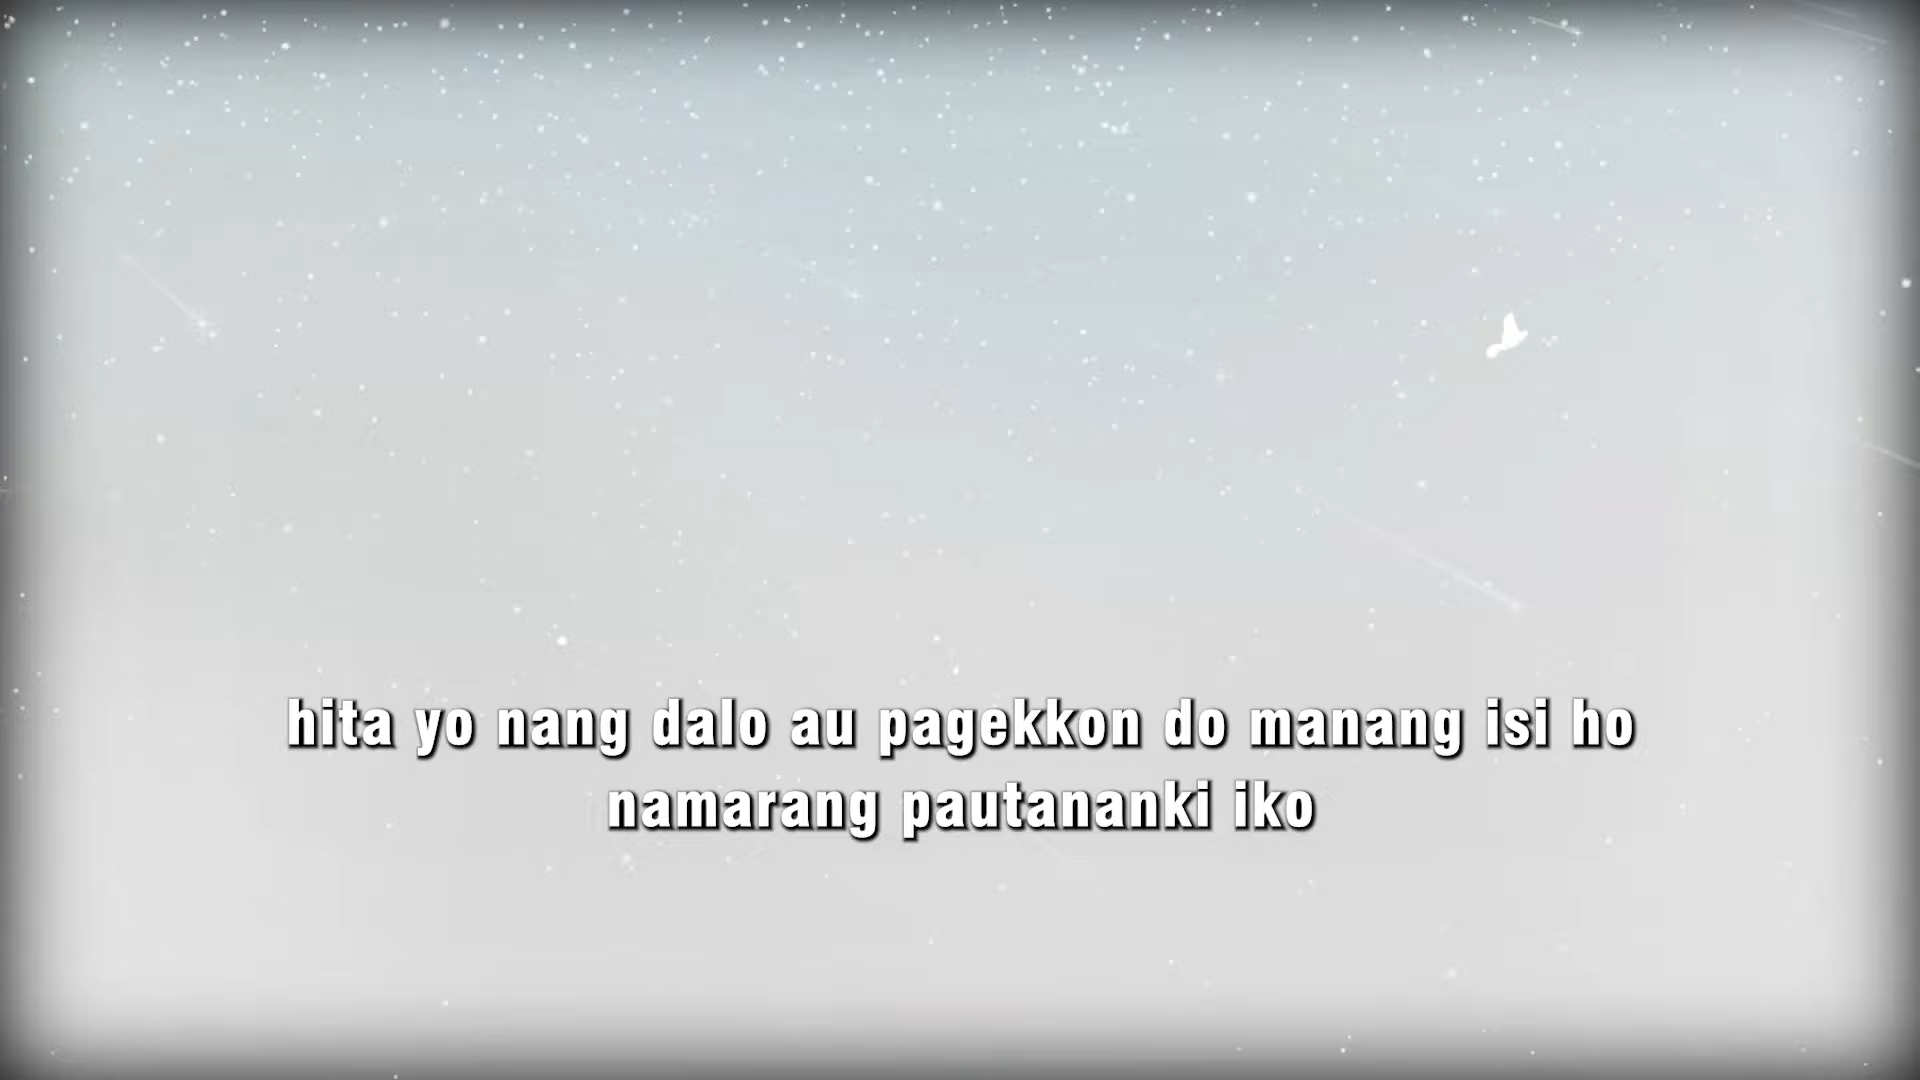 hita yo nang dalo au pagekkon do manang isi ho
namarang pautananki iko